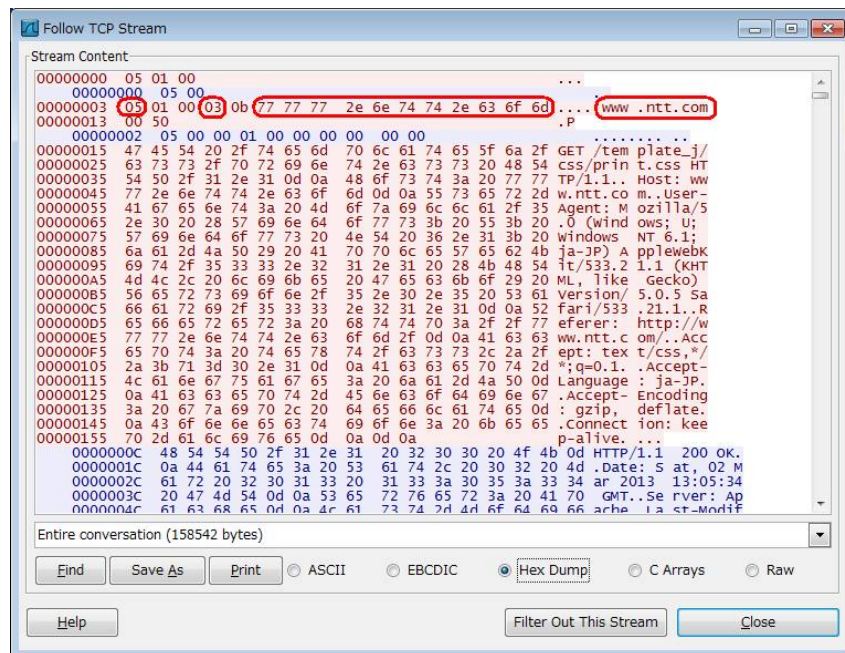 Follow TCP Stream
Stream Content
00000000 05 01 00 ...
00000000 05 00 ..
00000003 05 01 00 03 0b 77 77 77 2e 6e 74 74 2e 63 6f 6d ..... www .ntt.com
00000013 00 50 .P
00000002 05 00 00 01 00 00 00 00 00 00 ........ ..
00000015 47 45 54 20 2f 74 65 6d 70 6c 61 74 65 5f 6a 2f GET /tem plate_j/
00000025 63 73 73 2f 70 72 69 6e 74 2e 63 73 73 20 48 54 css/prin t.css HT
00000035 54 50 2f 31 2e 31 0d 0a 48 6f 73 74 3a 20 77 77 TP/1.1.. Host: ww
00000045 77 2e 6e 74 74 2e 63 6f 6d 0d 0a 55 73 65 72 2d w.ntt.co m..User-
00000055 41 67 65 6e 74 3a 20 4d 6f 7a 69 6c 6c 61 2f 35 Agent: M ozilla/5
00000065 2e 30 20 28 57 69 6e 64 6f 77 73 3b 20 55 3b 20 .0 (Wind ows; U;
00000075 57 69 6e 64 6f 77 73 20 4e 54 20 36 2e 31 3b 20 Windows NT 6.1;
00000085 6a 61 2d 4a 50 29 20 41 70 70 6c 65 57 65 62 4b ja-JP) A ppleWebK
00000095 69 74 2f 35 33 33 2e 32 31 2e 31 20 28 4b 48 54 it/533.2 1.1 (KHT
000000A5 4d 4c 2c 20 6c 69 6b 65 20 47 65 63 6b 6f 29 20 ML, like Gecko)
000000B5 56 65 72 73 69 6f 6e 2f 35 2e 30 2e 35 20 53 61 Version/ 5.0.5 Sa
000000C5 66 61 72 69 2f 35 33 33 2e 32 31 2e 31 0d 0a 52 fari/533 .21.1..R
000000D5 65 66 65 72 65 72 3a 20 68 74 74 70 3a 2f 2f 77 eferer: http://w
000000E5 77 77 2e 6e 74 74 2e 63 6f 6d 2f 0d 0a 41 63 63 ww.ntt.c om/..Acc
000000F5 65 70 74 3a 20 74 65 78 74 2f 63 73 73 2c 2a 2f ept: tex t/css,*/
00000105 2a 3b 71 3d 30 2e 31 0d 0a 41 63 63 65 70 74 2d *;q=0.1. .Accept-
00000115 4c 61 6e 67 75 61 67 65 3a 20 6a 61 2d 4a 50 0d Language : ja-JP.
00000125 0a 41 63 63 65 70 74 2d 45 6e 63 6f 64 69 6e 67 .Accept- Encoding
00000135 3a 20 67 7a 69 70 2c 20 64 65 66 6c 61 74 65 0d : gzip, deflate.
00000145 0a 43 6f 6e 6e 65 63 74 69 6f 6e 3a 20 6b 65 65 .Connect ion: kee
00000155 70 2d 61 6c 69 76 65 0d 0a 0d 0a p-alive. ...
0000000C 48 54 54 50 2f 31 2e 31 20 32 30 30 20 4f 4b 0d HTTP/1.1 200 OK.
0000001C 0a 44 61 74 65 3a 20 53 61 74 2c 20 30 32 20 4d .Date: S at, 02 M
0000002C 61 72 20 32 30 31 33 20 31 33 3a 30 35 3a 33 34 ar 2013 13:05:34
0000003C 20 47 4d 54 0d 0a 53 65 72 76 65 72 3a 20 41 70 GMT..Se rver: Ap
0000004C 61 63 68 65 0d 0a 4c 61 73 74 2d 4d 6f 64 69 66 ache..La st-Modif
Entire conversation (158542 bytes)
Find Save As Print ASCII EBCDIC Hex Dump C Arrays Raw
Help Filter Out This Stream Close